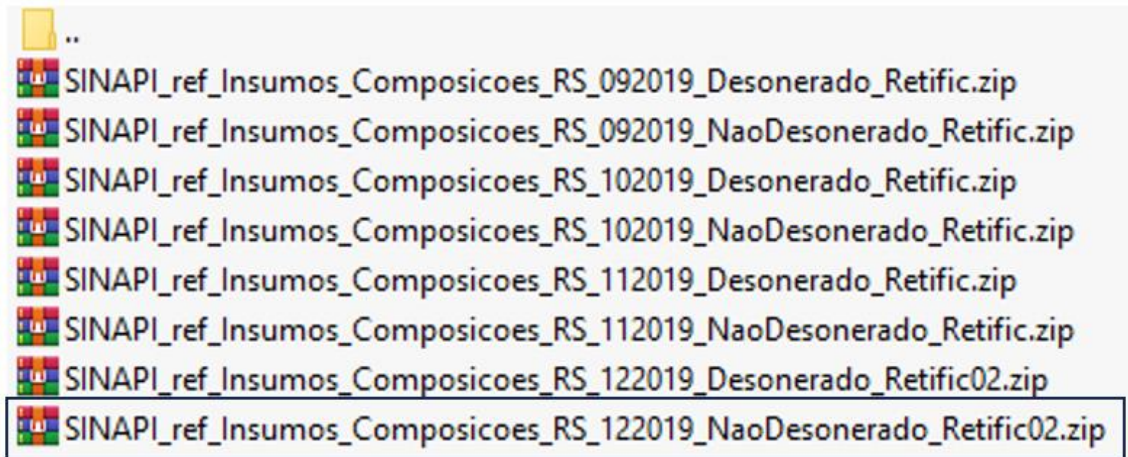 ..
SINAPI_ref_Insumos_Composicoes_RS_092019_Desonerado_Retific.zip
SINAPI_ref_Insumos_Composicoes_RS_092019_NaoDesonerado_Retific.zip
SINAPI_ref_Insumos_Composicoes_RS_102019_Desonerado_Retific.zip
SINAPI_ref_Insumos_Composicoes_RS_102019_NaoDesonerado_Retific.zip
SINAPI_ref_Insumos_Composicoes_RS_112019_Desonerado_Retific.zip
SINAPI_ref_Insumos_Composicoes_RS_112019_NaoDesonerado_Retific.zip
SINAPI_ref_Insumos_Composicoes_RS_122019_Desonerado_Retific02.zip
SINAPI_ref_Insumos_Composicoes_RS_122019_NaoDesonerado_Retific02.zip